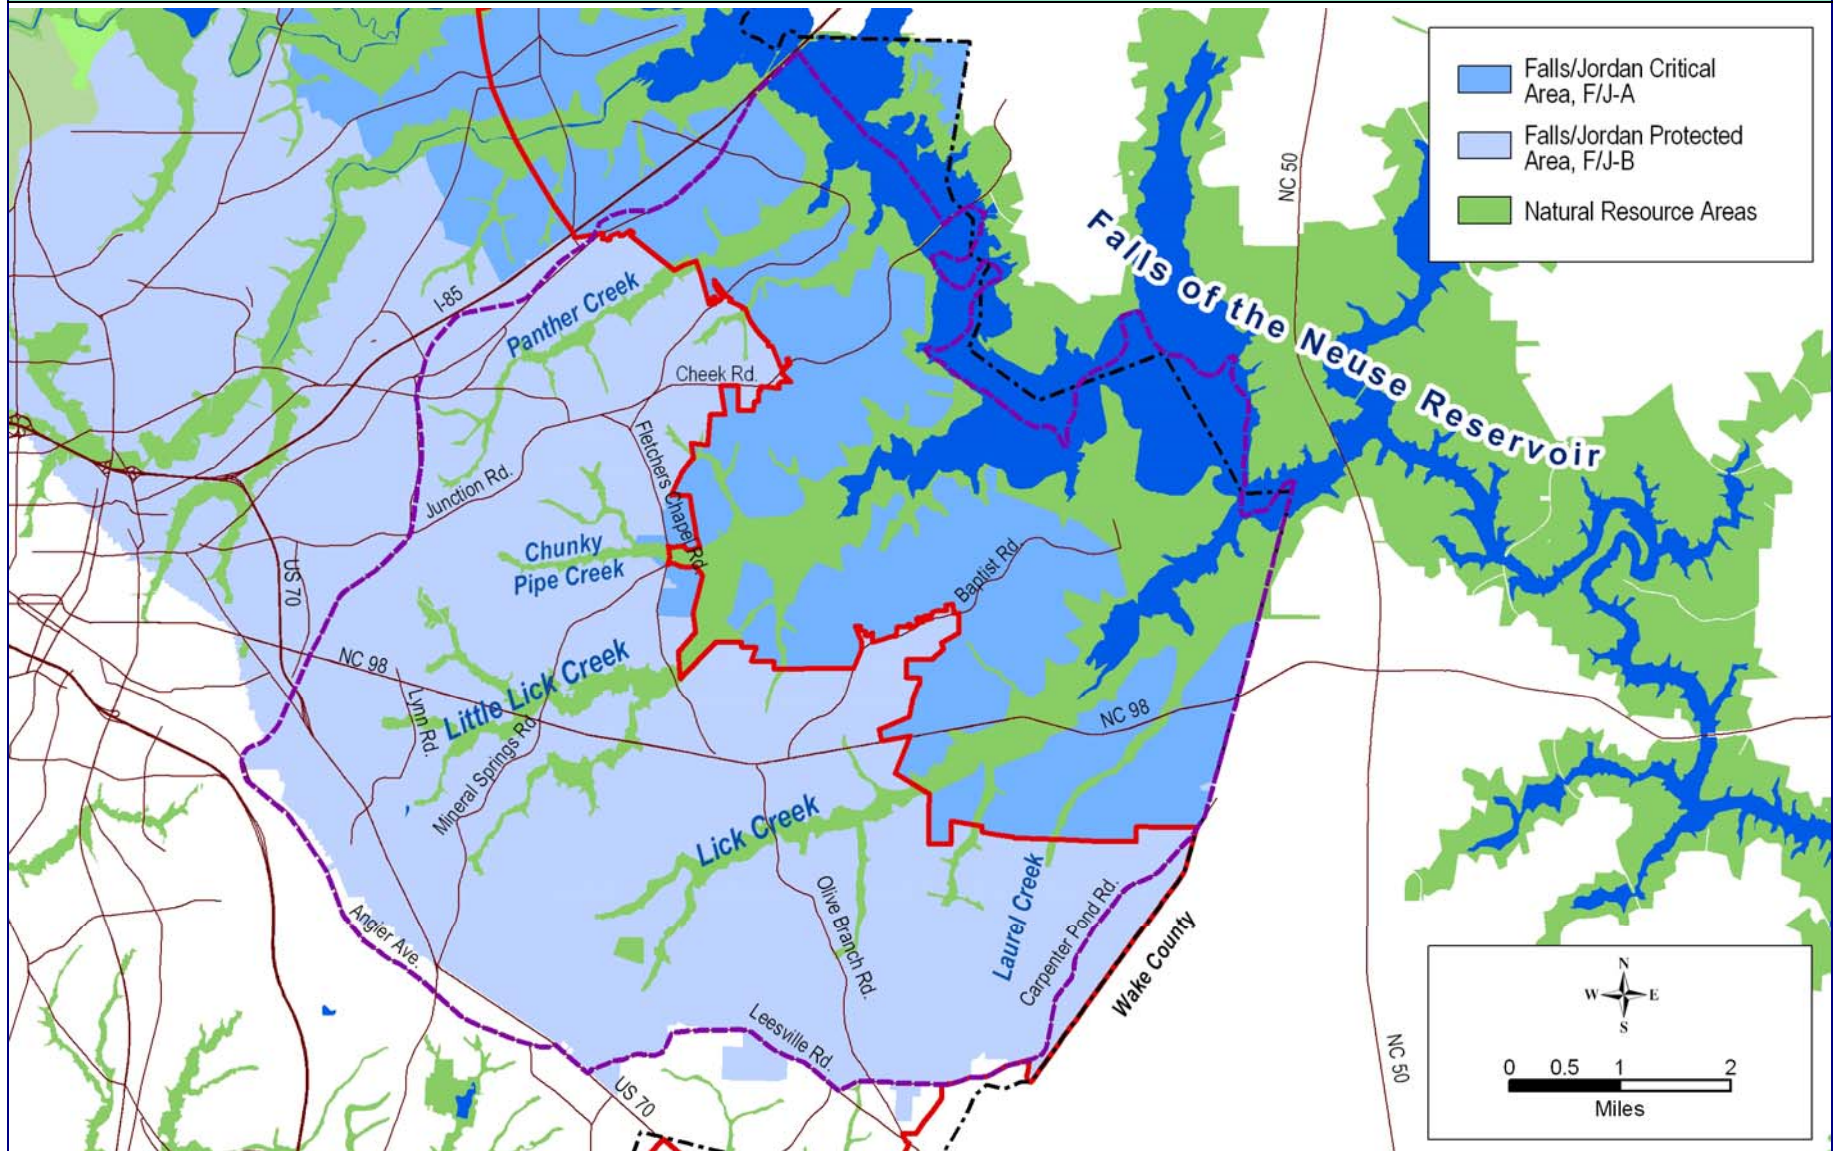 Falls/Jordan Critical
Area, F/J-A
Falls/Jordan Protected
Area, F/J-B
Natural Resource Areas
NC 50
Falls of the Neuse Reservoir
I-85
Panther Creek
Cheek Rd.
Fletchers Chapel Rd.
Junction Rd.
Chunky
Pipe Creek
US 70
Baptist Rd.
NC 98
Little Lick Creek
Lynn Rd.
Mineral Springs Rd.
NC 98
Lick Creek
Olive Branch Rd.
Laurel Creek
Carpenter Pond Rd.
Wake County
Angier Ave.
Leesville Rd.
US 70
NC 50
N
W E
S
0 0.5 1 2
Miles